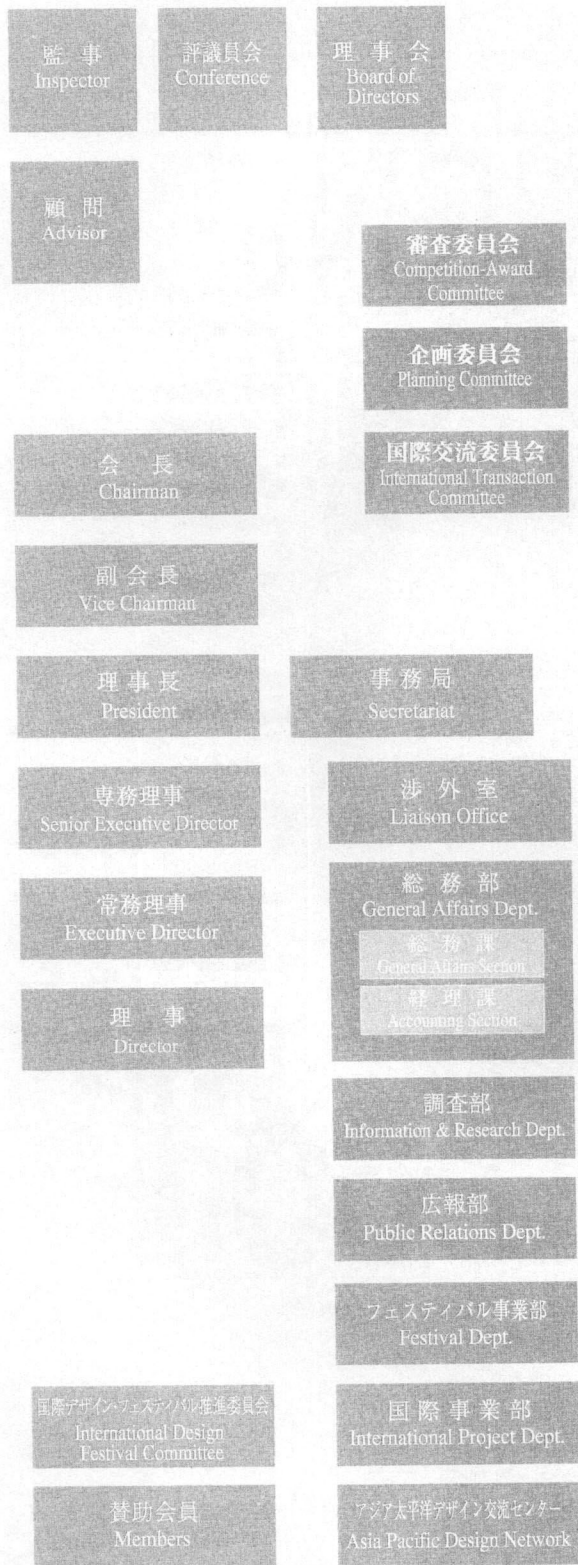 監 事
Inspector
評議員会
Conference
理 事 会
Board of
Directors
顧 問
Advisor
審査委員会
Competition-Award
Committee
企画委員会
Planning Committee
国際交流委員会
International Transaction
Committee
会 長
Chairman
副 会 長
Vice Chairman
理 事 長
President
専務理事
Senior Executive Director
常務理事
Executive Director
理 事
Director
事 務 局
Secretariat
渉 外 室
Liaison Office
総 務 部
General Affairs Dept.
総 務 課
General Affairs Section
経 理 課
Accounting Section
調査部
Information & Research Dept.
広報部
Public Relations Dept.
フェスティバル事業部
Festival Dept.
国際デザイン・フェスティバル推進委員会
International Design
Festival Committee
賛助会員
Members
国 際 事 業 部
International Project Dept.
アジア太平洋デザイン交流センター
Asia Pacific Design Network